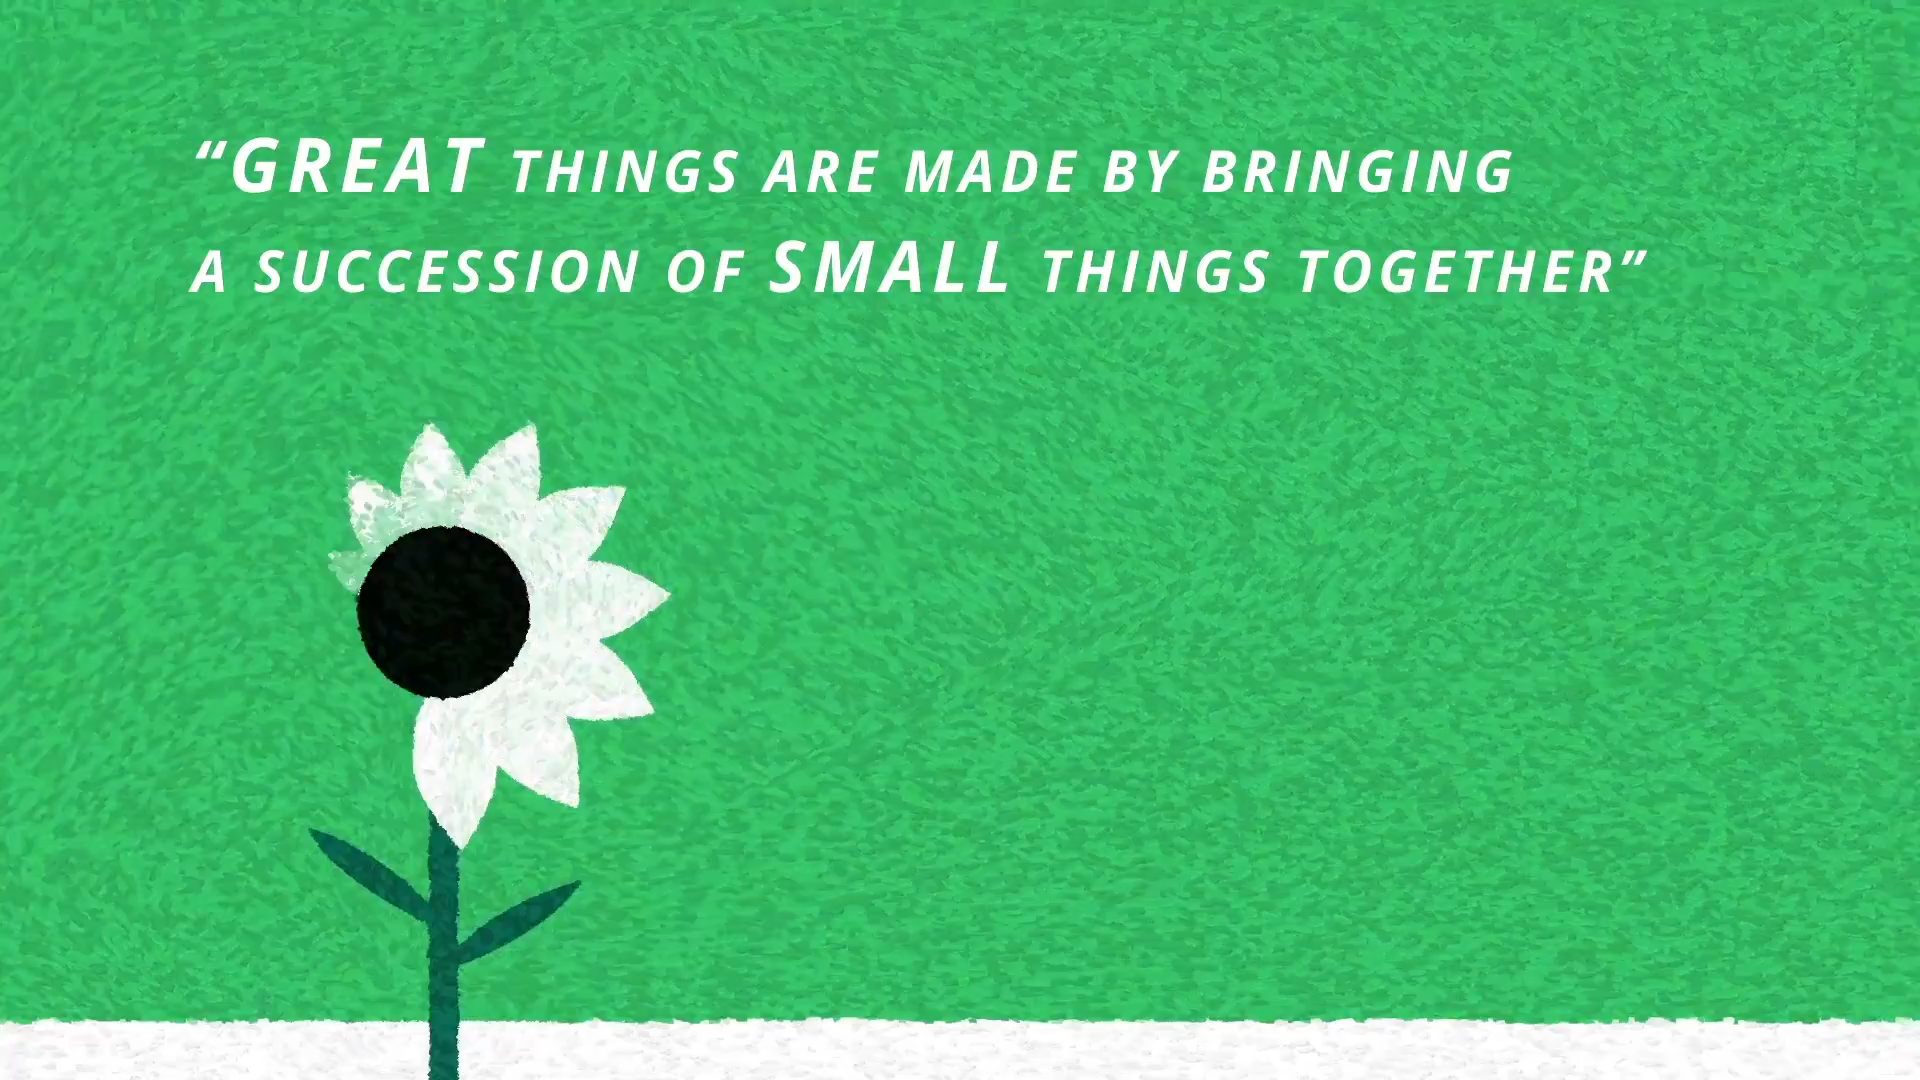 “GREAT THINGS ARE MADE BY BRINGING
A SUCCESSION OF SMALL THINGS TOGETHER”